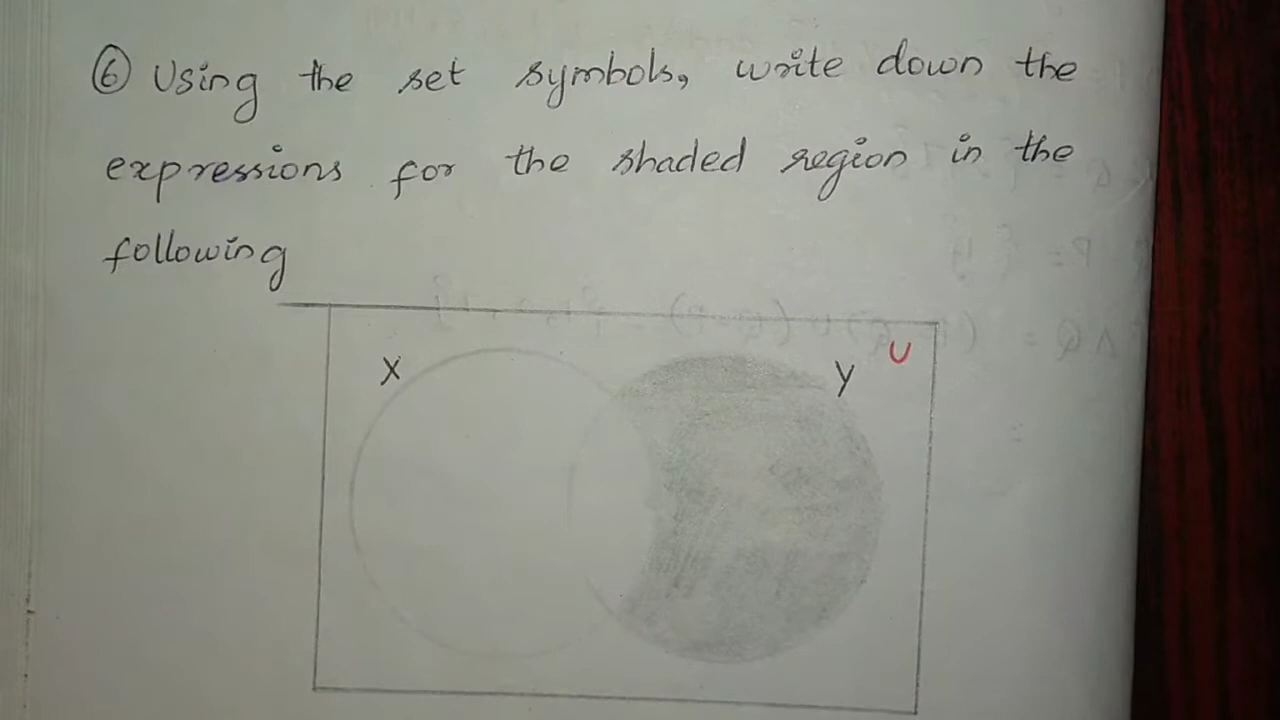 ⑥ Using the set symbols, write down the
expressions for the shaded region in the
following
X
Y
U